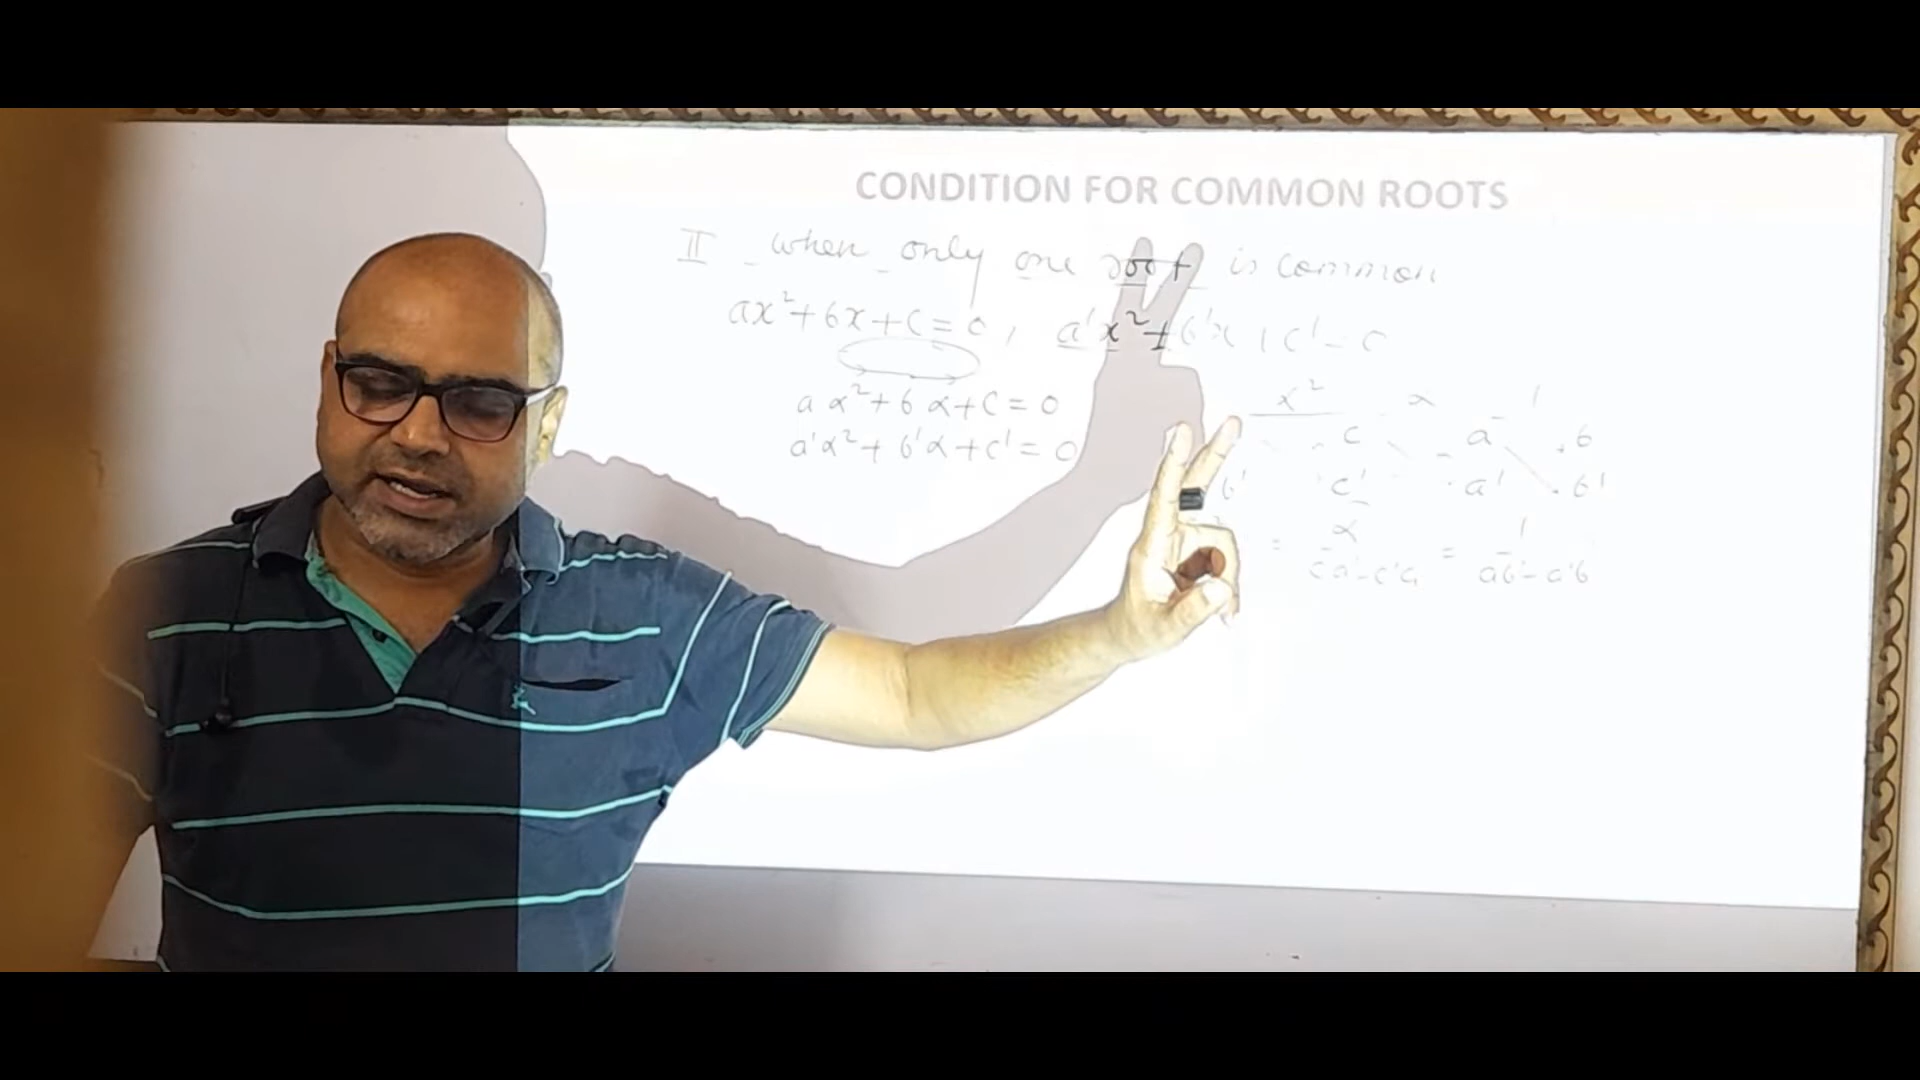 CONDITION FOR COMMON ROOTS
II when only one root is common
ax²+bx+c=0, a'x²+b'x+c'=0
aα²+bα+c=0
a'α²+b'α+c'=0
α² α 1
c a b
b' c' a' b'
= α/(ca'-c'a) = 1/(ab'-a'b)